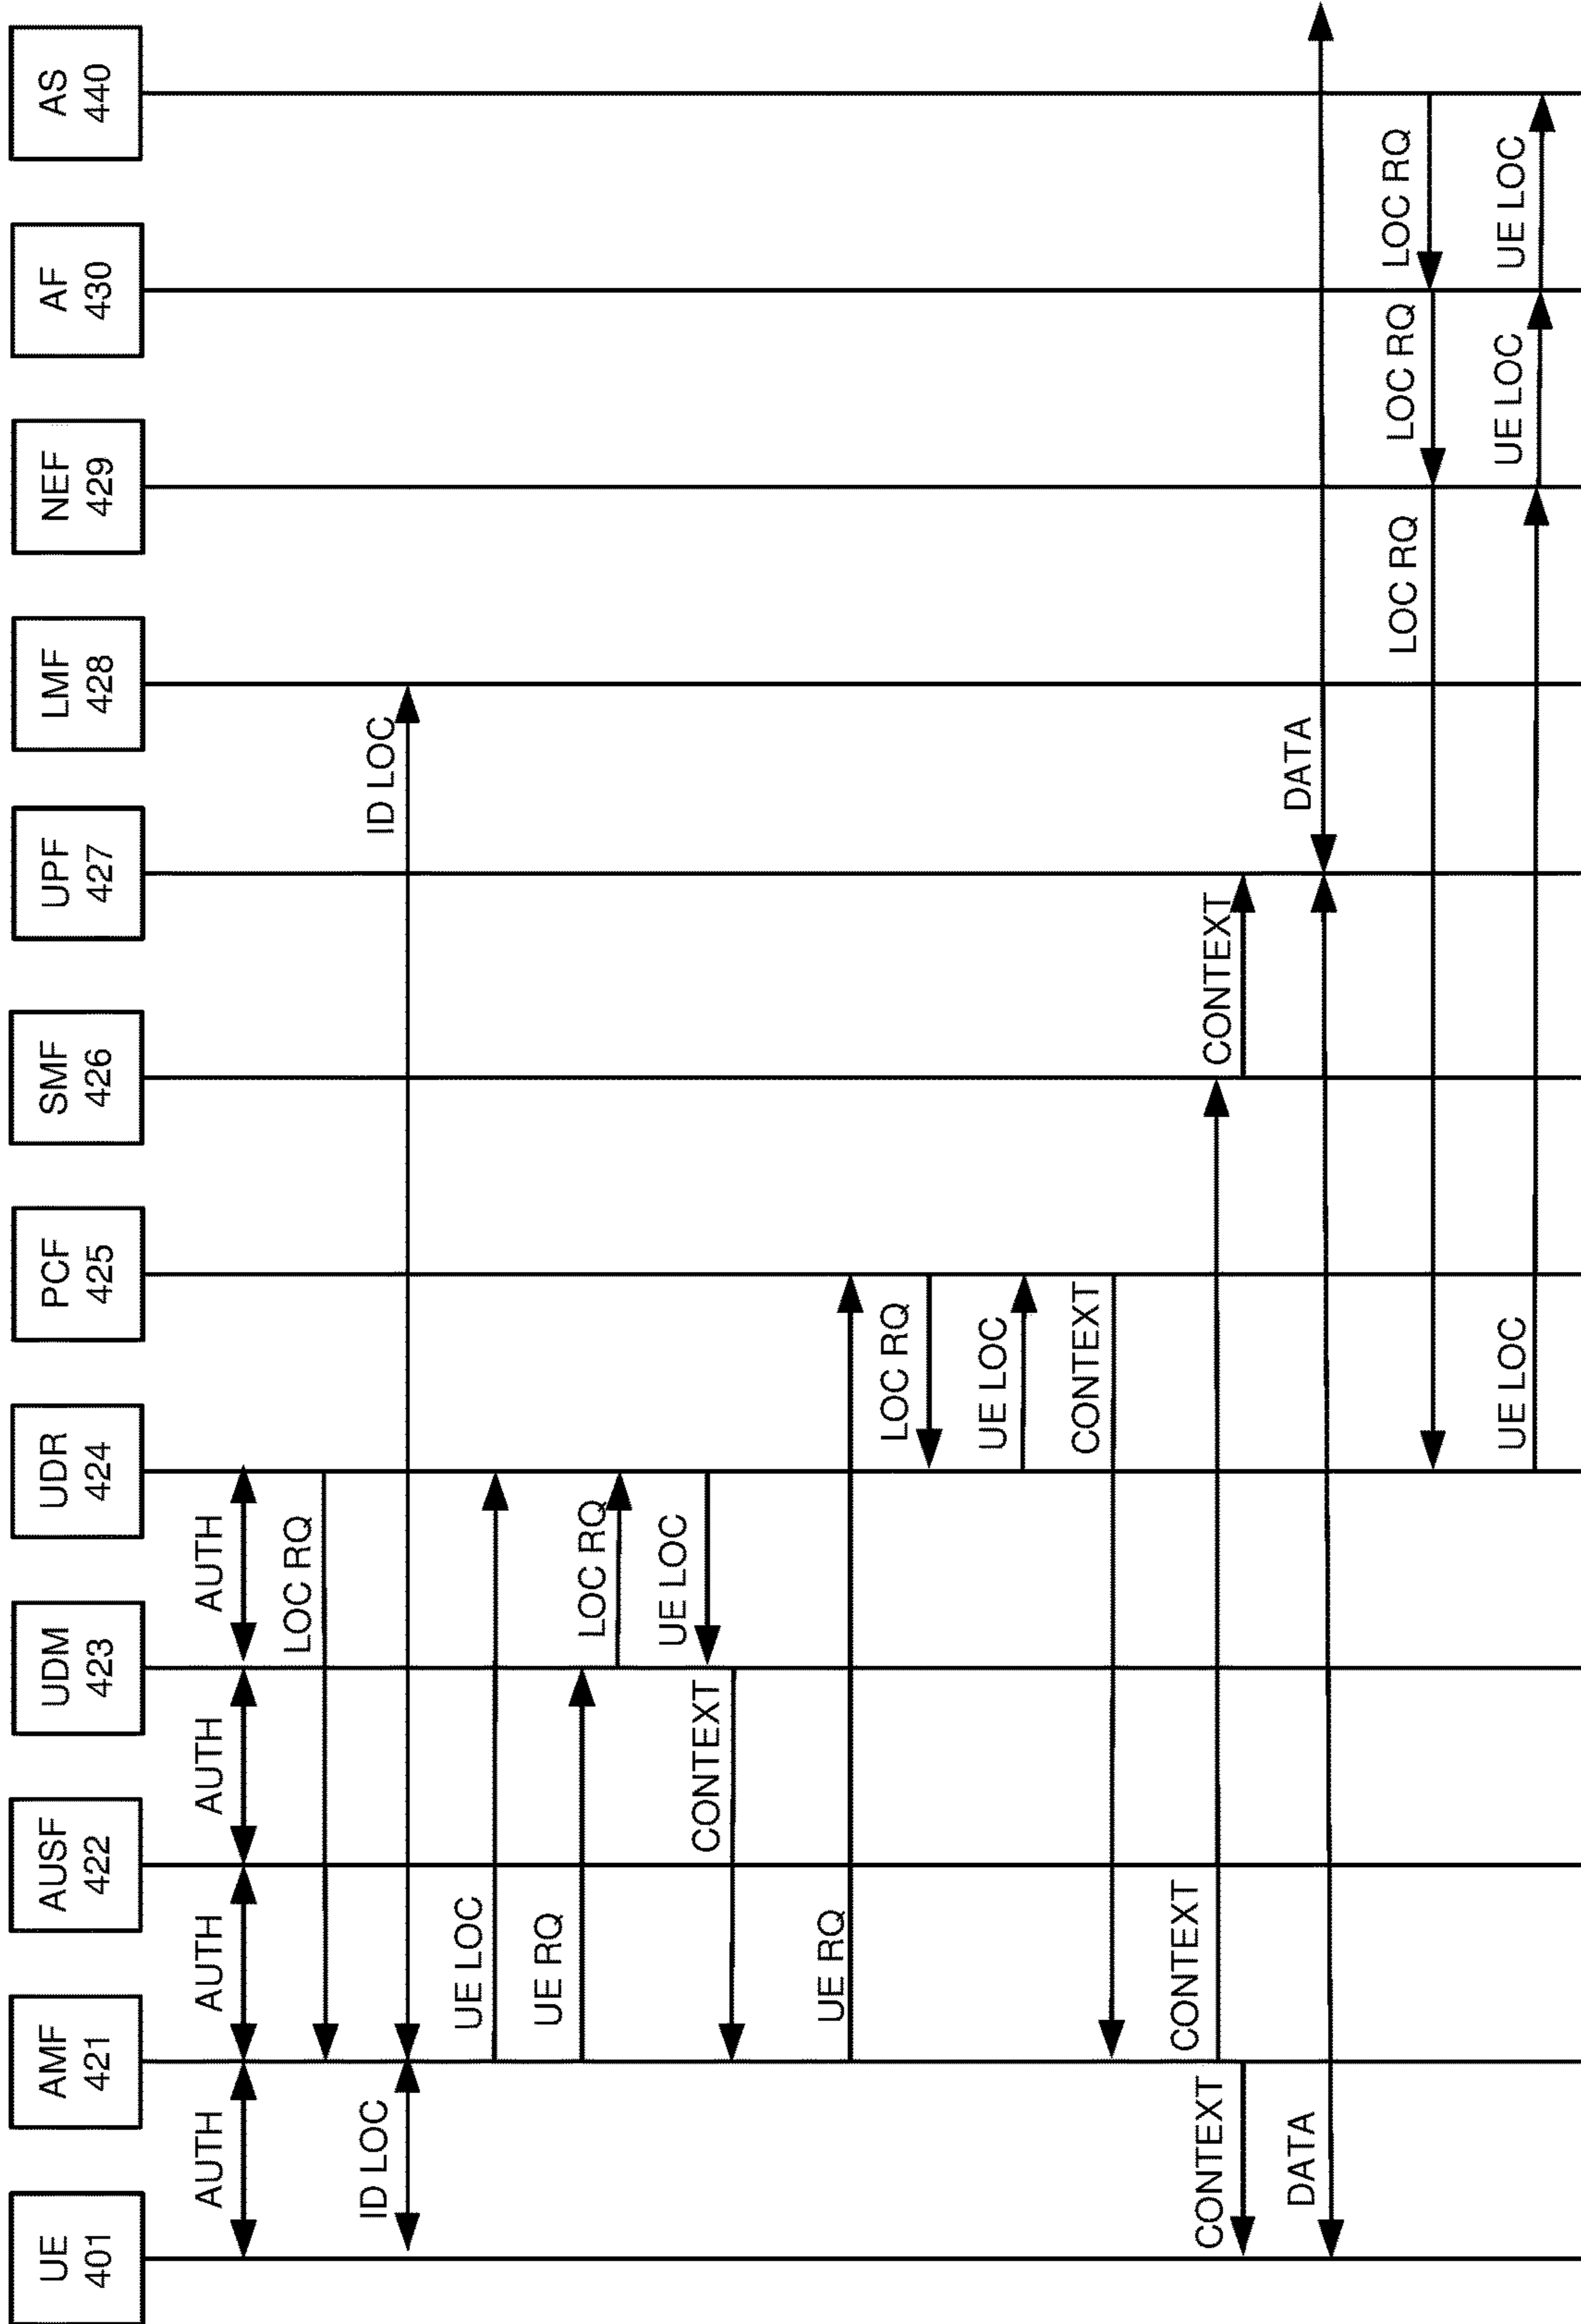 UE
401
AMF
421
AUSF
422
UDM
423
UDR
424
PCF
425
SMF
426
UPF
427
LMF
428
NEF
429
AF
430
AS
440
AUTH
AUTH
AUTH
AUTH
LOC RQ
ID LOC
ID LOC
UE LOC
UE RQ
LOC RQ
UE LOC
CONTEXT
UE RQ
LOC RQ
UE LOC
CONTEXT
CONTEXT
CONTEXT
CONTEXT
DATA
DATA
LOC RQ
LOC RQ
LOC RQ
UE LOC
UE LOC
UE LOC